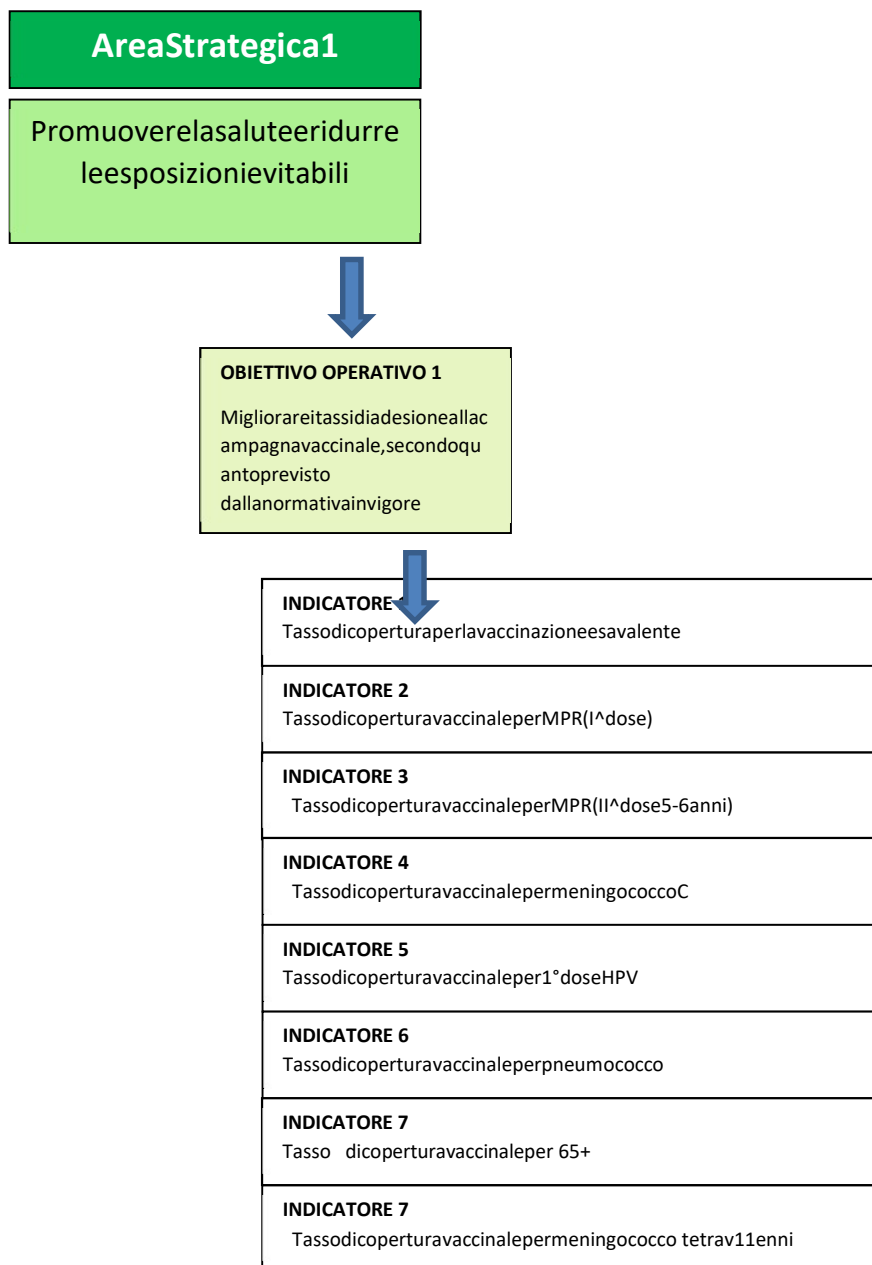 AreaStrategica1
Promuoverelasaluteeridurre
leesposizionievitabili
OBIETTIVO OPERATIVO 1
Migliorareitassidiadesioneallac
ampagnavaccinale,secondoqu
antoprevisto
dallanormativainvigore
INDICATORE
Tassodicoperturaperlavaccinazioneesavalente
INDICATORE 2
TassodicoperturavaccinaleperMPR(I^dose)
INDICATORE 3
TassodicoperturavaccinaleperMPR(II^dose5-6anni)
INDICATORE 4
TassodicoperturavaccinalepermeningococcoC
INDICATORE 5
Tassodicoperturavaccinaleper1°doseHPV
INDICATORE 6
Tassodicoperturavaccinaleperpneumococco
INDICATORE 7
Tasso dicoperturavaccinaleper 65+
INDICATORE 7
Tassodicoperturavaccinalepermeningococco tetrav11enni